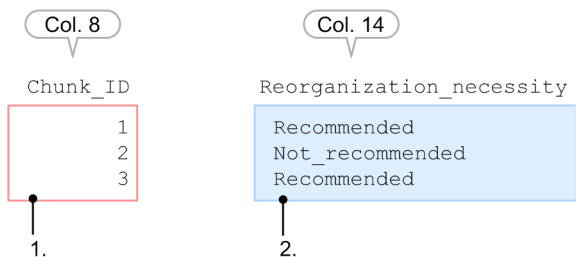 Col. 8 Col. 14
Chunk_ID Reorganization_necessity
1 Recommended
2 Not_recommended
3 Recommended
1. 2.